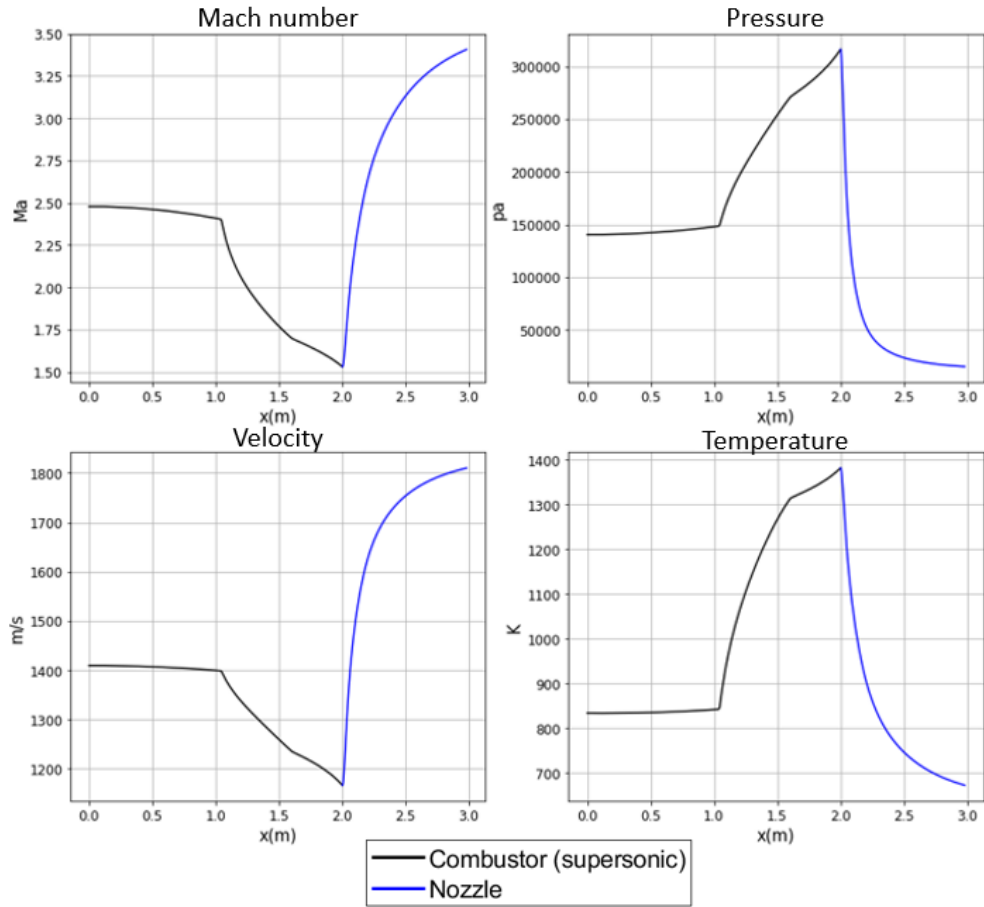 Mach number
3.50
3.25
3.00
2.75
2.50
2.25
2.00
1.75
1.50
Ma
0.0 0.5 1.0 1.5 2.0 2.5 3.0
x(m)
Pressure
300000
250000
200000
150000
100000
50000
pa
0.0 0.5 1.0 1.5 2.0 2.5 3.0
x(m)
Velocity
1800
1700
1600
1500
1400
1300
1200
m/s
0.0 0.5 1.0 1.5 2.0 2.5 3.0
x(m)
Temperature
1400
1300
1200
1100
1000
900
800
700
K
0.0 0.5 1.0 1.5 2.0 2.5 3.0
x(m)
Combustor (supersonic)
Nozzle